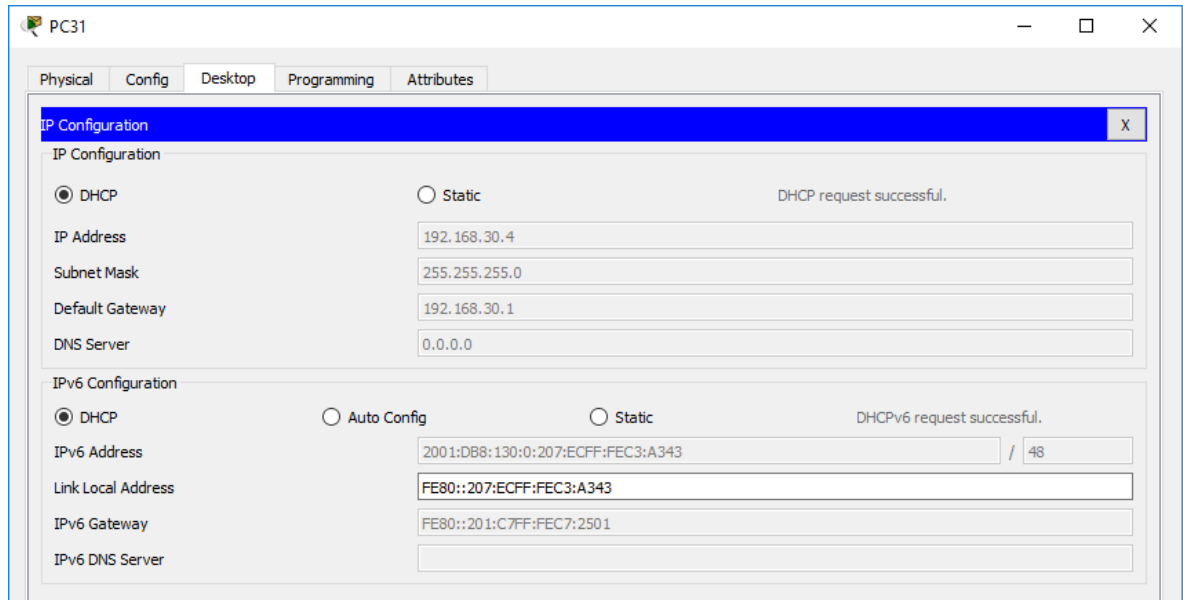 PC31
Physical Config Desktop Programming Attributes
IP Configuration X
IP Configuration
DHCP Static DHCP request successful.
IP Address 192.168.30.4
Subnet Mask 255.255.255.0
Default Gateway 192.168.30.1
DNS Server 0.0.0.0
IPv6 Configuration
DHCP Auto Config Static DHCPv6 request successful.
IPv6 Address 2001:DB8:130:0:207:ECFF:FEC3:A343 / 48
Link Local Address FE80::207:ECFF:FEC3:A343
IPv6 Gateway FE80::201:C7FF:FEC7:2501
IPv6 DNS Server